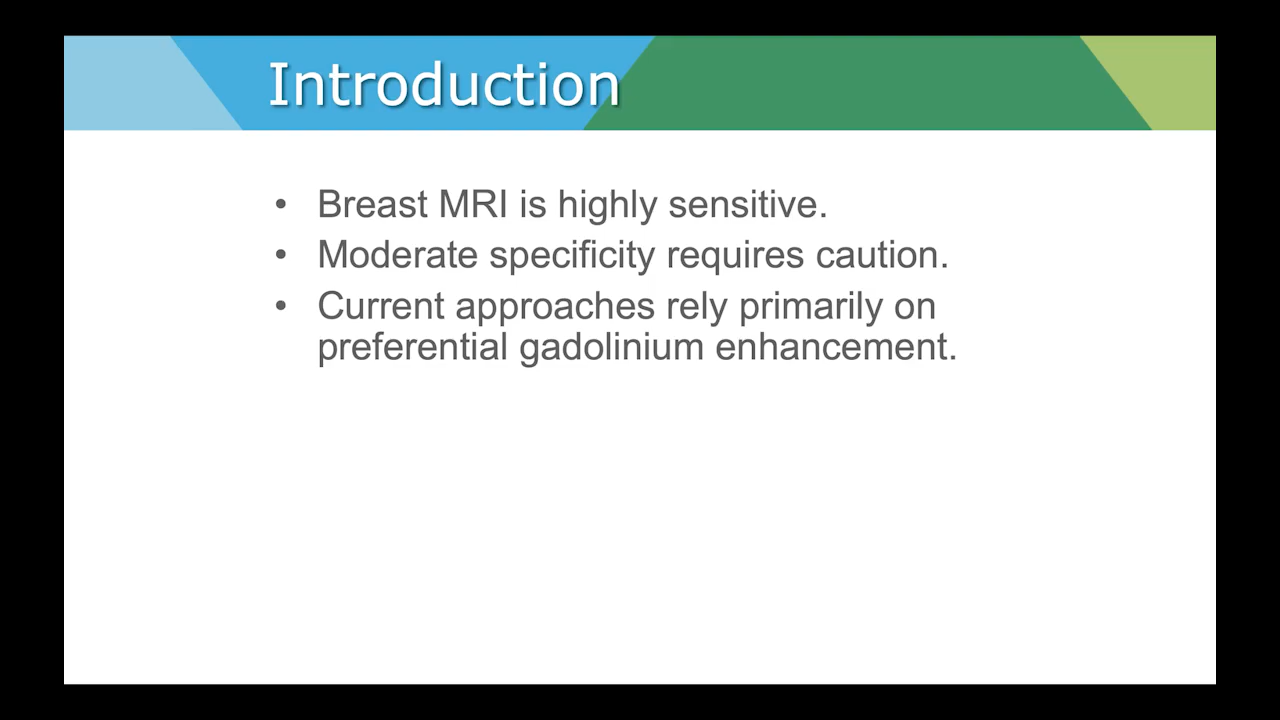 Introduction
• Breast MRI is highly sensitive.
• Moderate specificity requires caution.
• Current approaches rely primarily on
preferential gadolinium enhancement.